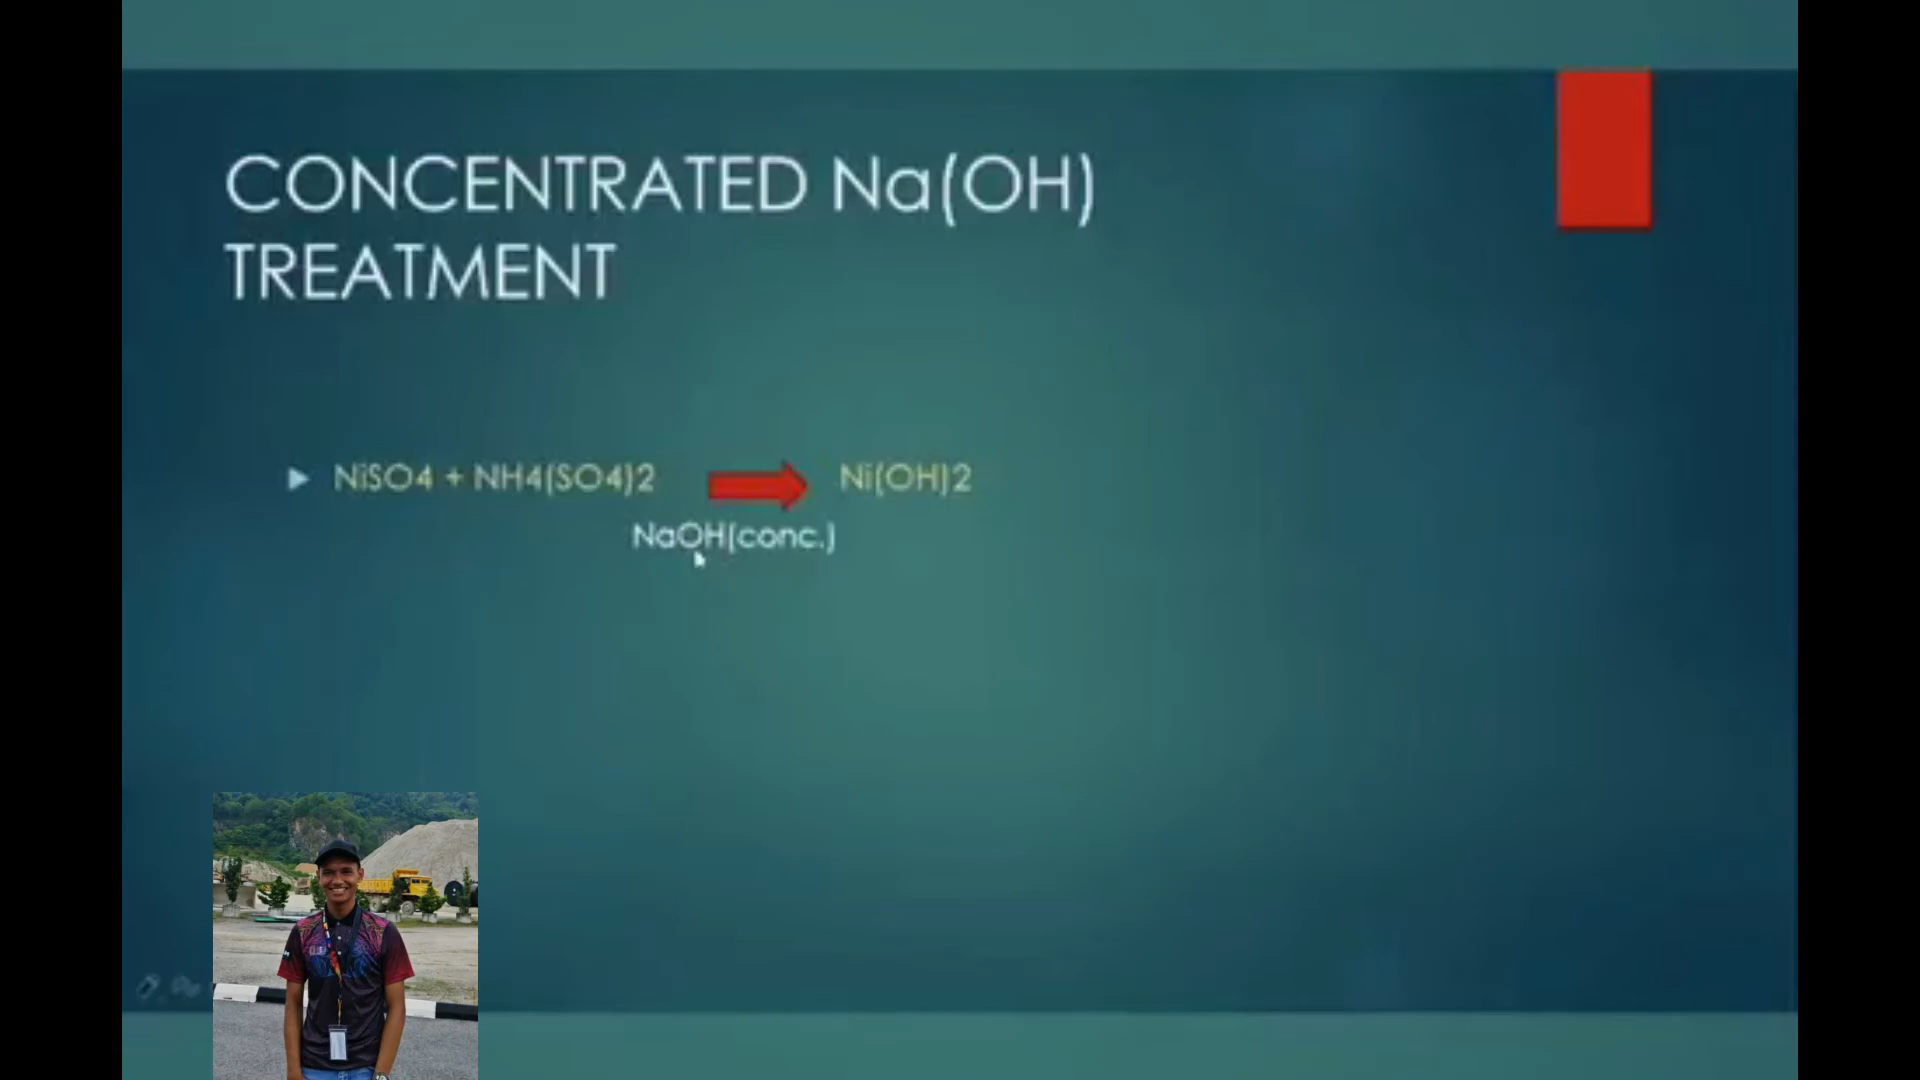 CONCENTRATED Na(OH)
TREATMENT
NiSO4 + NH4(SO4)2 Ni(OH)2
NaOH(conc.)